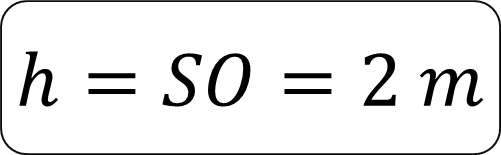 h = SO = 2 m